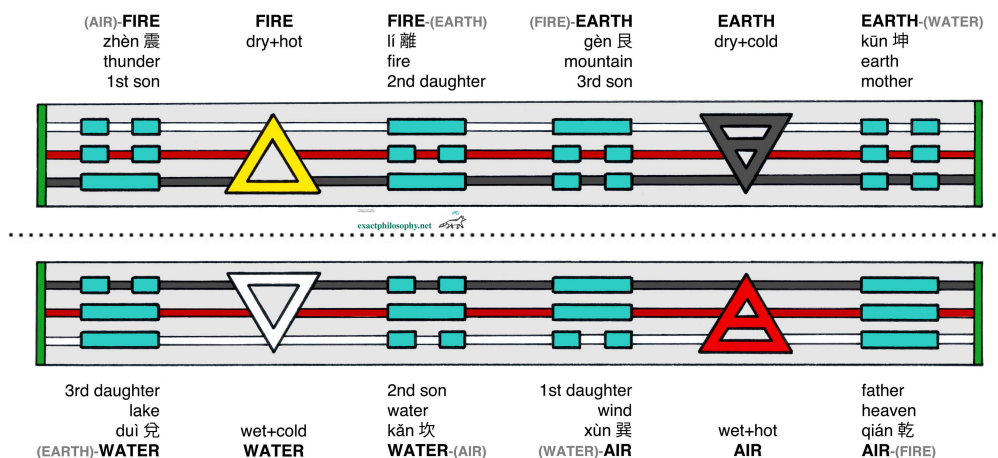 (AIR)-FIRE
zhèn 震
thunder
1st son
FIRE
dry+hot
FIRE-(EARTH)
lí 離
fire
2nd daughter
(FIRE)-EARTH
gèn 艮
mountain
3rd son
EARTH
dry+cold
EARTH-(WATER)
kūn 坤
earth
mother
exactphilosophy.net
3rd daughter
lake
duì 兌
(EARTH)-WATER
wet+cold
WATER
2nd son
water
kǎn 坎
WATER-(AIR)
1st daughter
wind
xùn 巽
(WATER)-AIR
wet+hot
AIR
father
heaven
qián 乾
AIR-(FIRE)